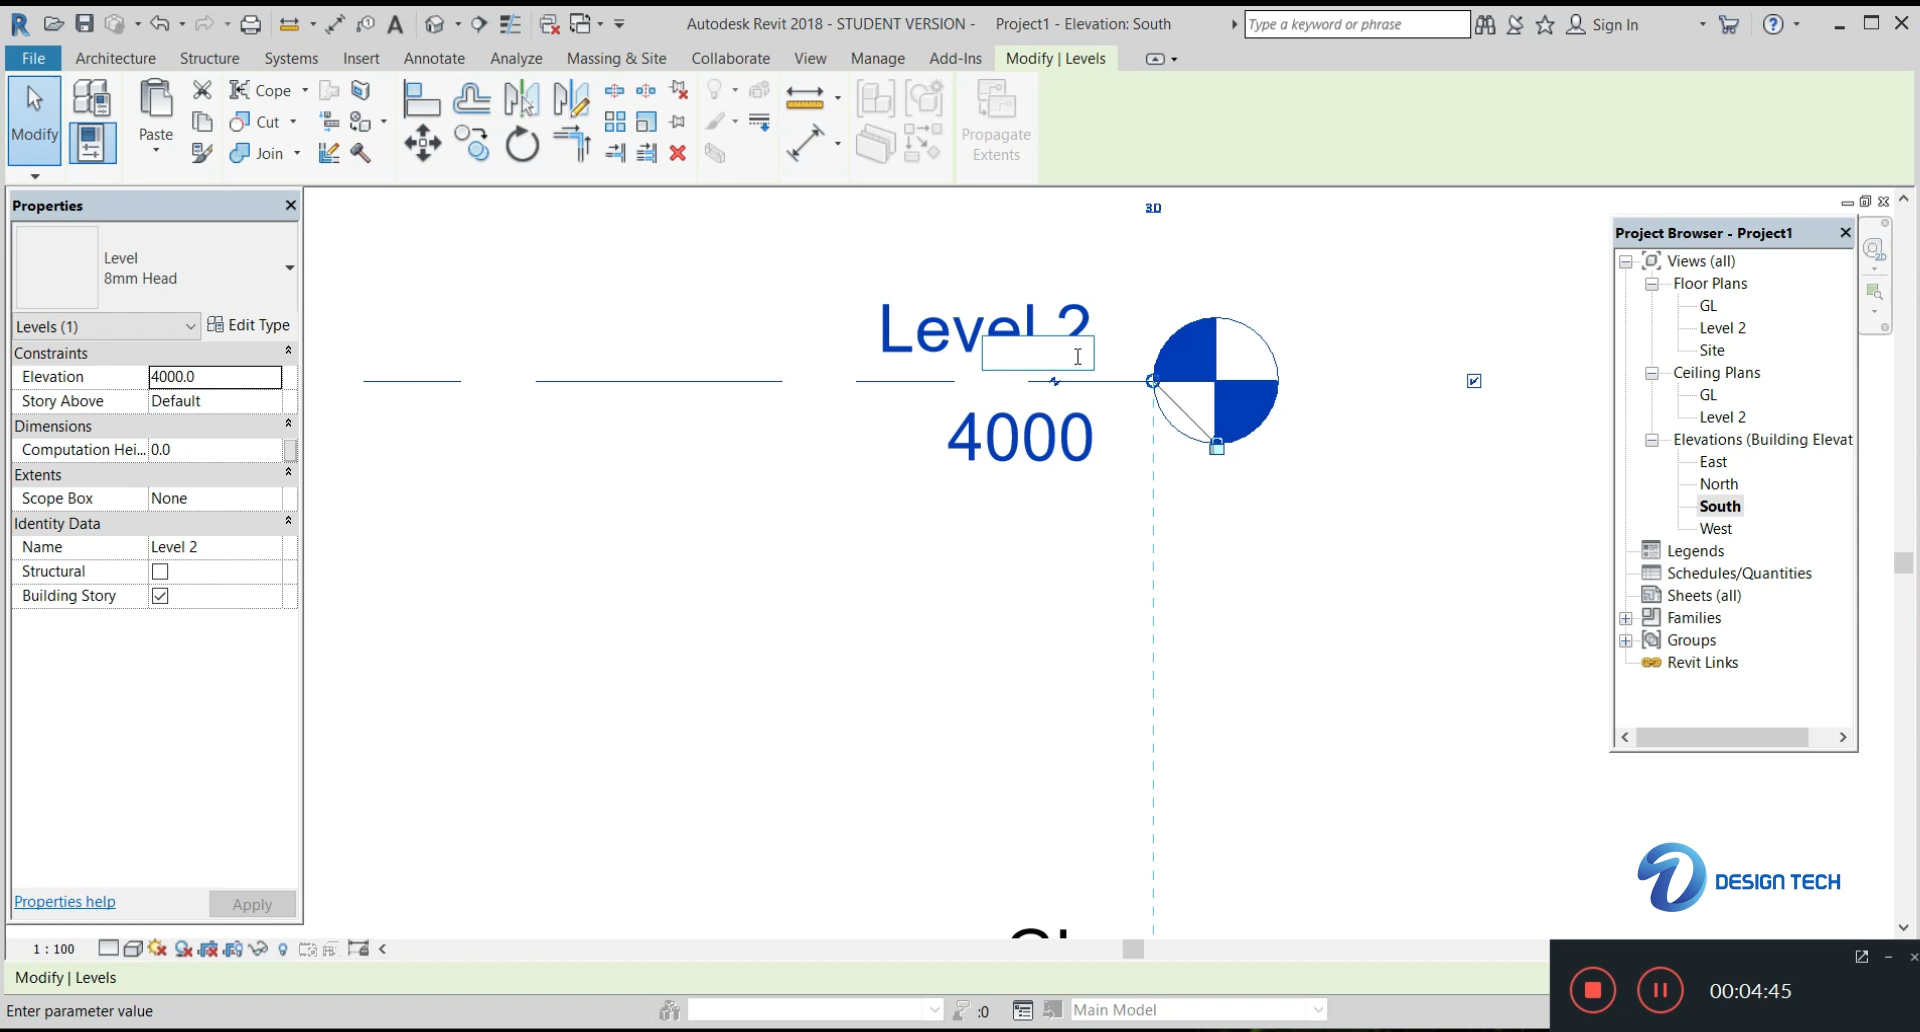 Autodesk Revit 2018 - STUDENT VERSION - Project1 - Elevation: South
Type a keyword or phrase
Sign In
File Architecture Structure Systems Insert Annotate Analyze Massing & Site Collaborate View Manage Add-Ins Modify | Levels
Modify
Paste
Cope
Cut
Join
Propagate
Extents
Properties
Level
8mm Head
Levels (1)
Edit Type
Constraints
Elevation 4000.0
Story Above Default
Dimensions
Computation Hei... 0.0
Extents
Scope Box None
Identity Data
Name Level 2
Structural
Building Story
Properties help
Apply
3D
Level 2
4000
Project Browser - Project1
Views (all)
Floor Plans
GL
Level 2
Site
Ceiling Plans
GL
Level 2
Elevations (Building Elevat
East
North
South
West
Legends
Schedules/Quantities
Sheets (all)
Families
Groups
Revit Links
2D
DESIGN TECH
1 : 100
Modify | Levels
Enter parameter value
:0
Main Model
00:04:45